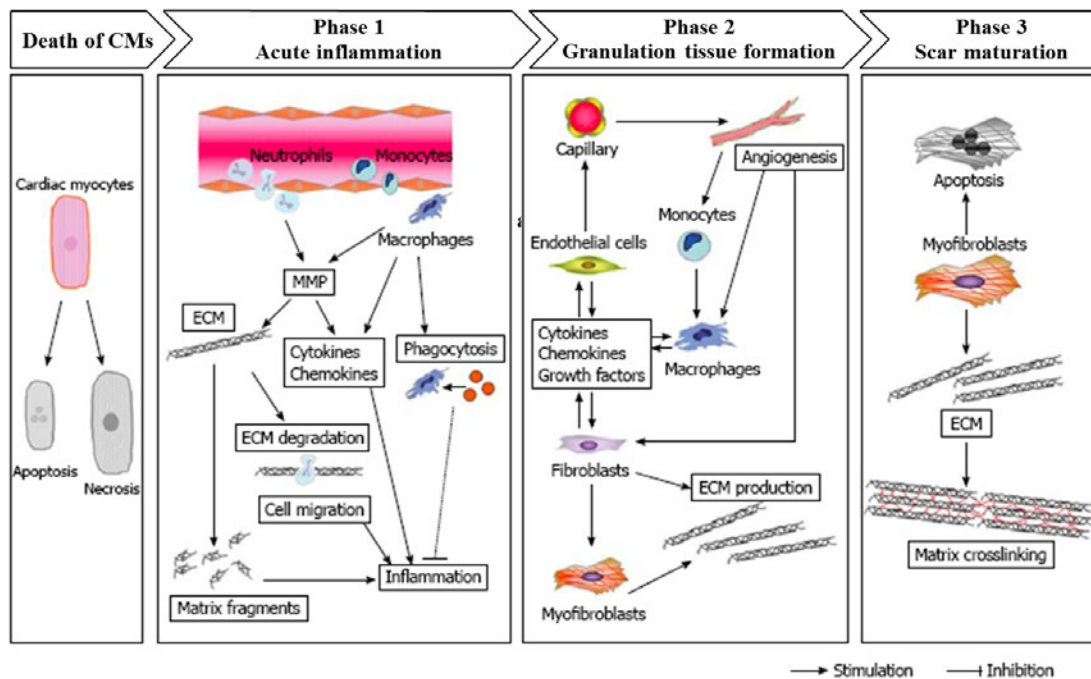 Death of CMs
Phase 1
Acute inflammation
Phase 2
Granulation tissue formation
Phase 3
Scar maturation
Cardiac myocytes
Apoptosis
Necrosis
Neutrophils
Monocytes
Macrophages
MMP
ECM
Cytokines
Chemokines
Phagocytosis
ECM degradation
Cell migration
Inflammation
Matrix fragments
Capillary
Angiogenesis
Monocytes
Endothelial cells
Cytokines
Chemokines
Growth factors
Macrophages
Fibroblasts
ECM production
Myofibroblasts
Apoptosis
Myofibroblasts
ECM
Matrix crosslinking
Stimulation
Inhibition